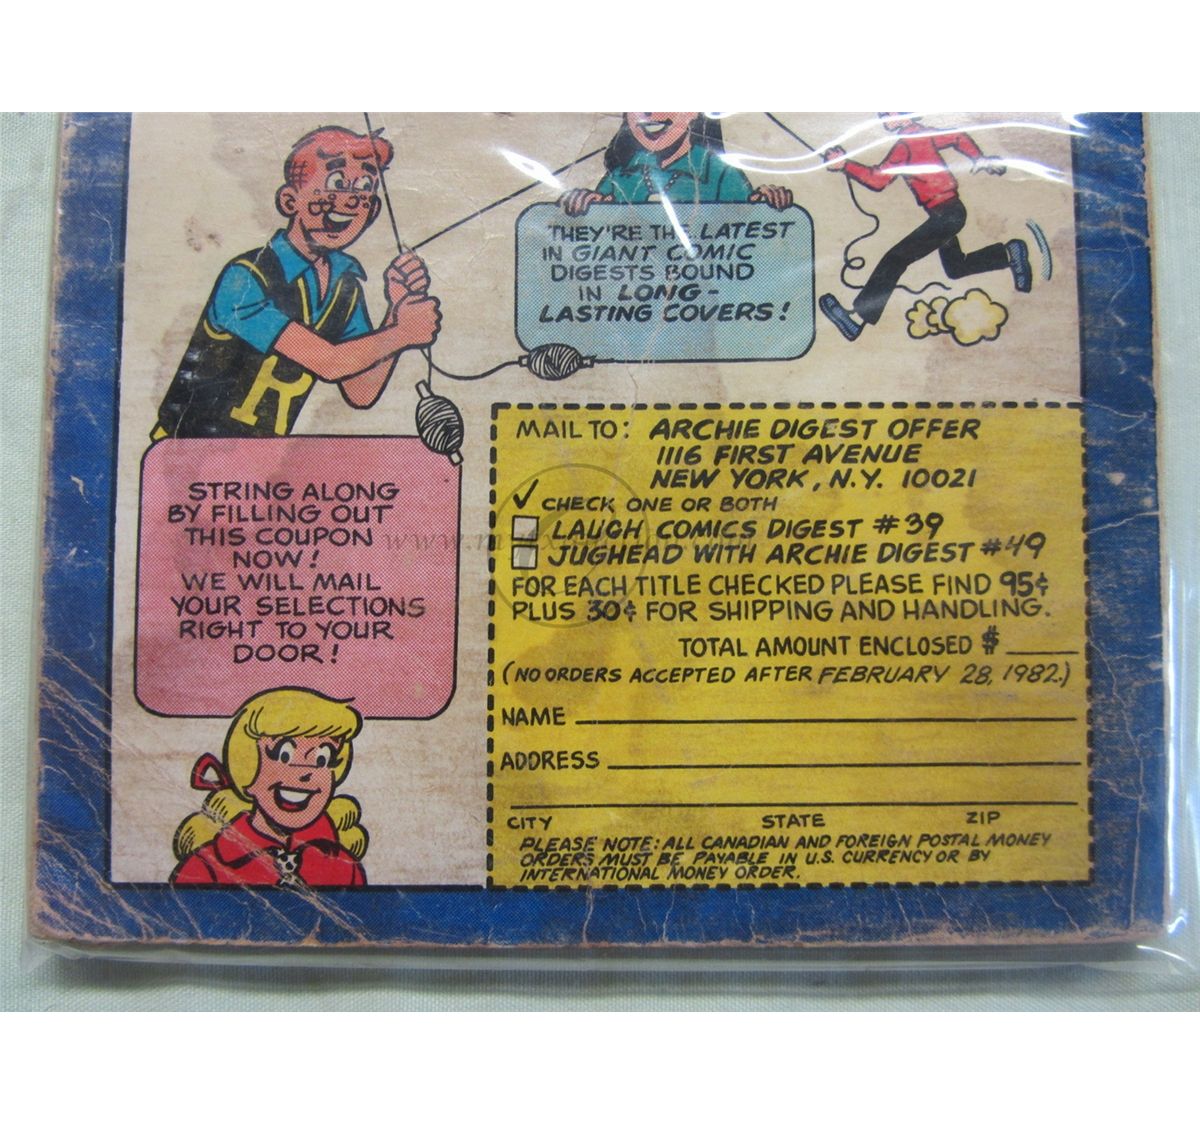 THEY'RE THE LATEST
IN GIANT COMIC
DIGESTS BOUND
IN LONG-
LASTING COVERS!
R
STRING ALONG
BY FILLING OUT
THIS COUPON
NOW!
WE WILL MAIL
YOUR SELECTIONS
RIGHT TO YOUR
DOOR!
MAIL TO: ARCHIE DIGEST OFFER
1116 FIRST AVENUE
NEW YORK, N.Y. 10021
✓ CHECK ONE OR BOTH
LAUGH COMICS DIGEST #39
JUGHEAD WITH ARCHIE DIGEST #49
FOR EACH TITLE CHECKED PLEASE FIND 95¢
PLUS 30¢ FOR SHIPPING AND HANDLING.
TOTAL AMOUNT ENCLOSED $
(NO ORDERS ACCEPTED AFTER FEBRUARY 28, 1982.)
NAME
ADDRESS
CITY STATE ZIP
PLEASE NOTE: ALL CANADIAN AND FOREIGN POSTAL MONEY
ORDERS MUST BE PAYABLE IN U.S. CURRENCY OR BY
INTERNATIONAL MONEY ORDER.